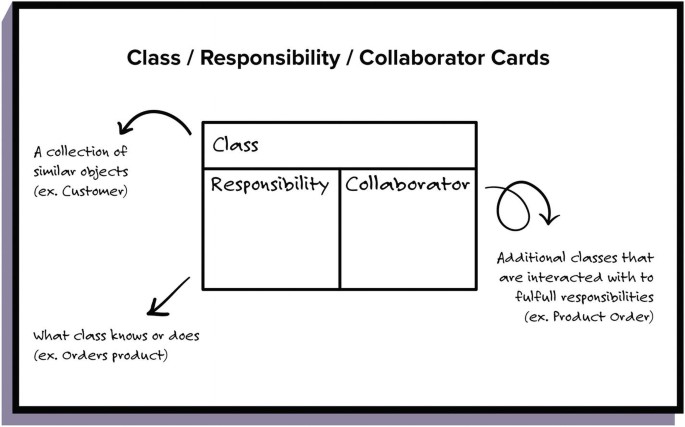 Class / Responsibility / Collaborator Cards
A collection of
similar objects
(ex. Customer)
Class
Responsibility
Collaborator
Additional classes that
are interacted with to
fulfull responsibilities
(ex. Product Order)
What class knows or does
(ex. Orders product)